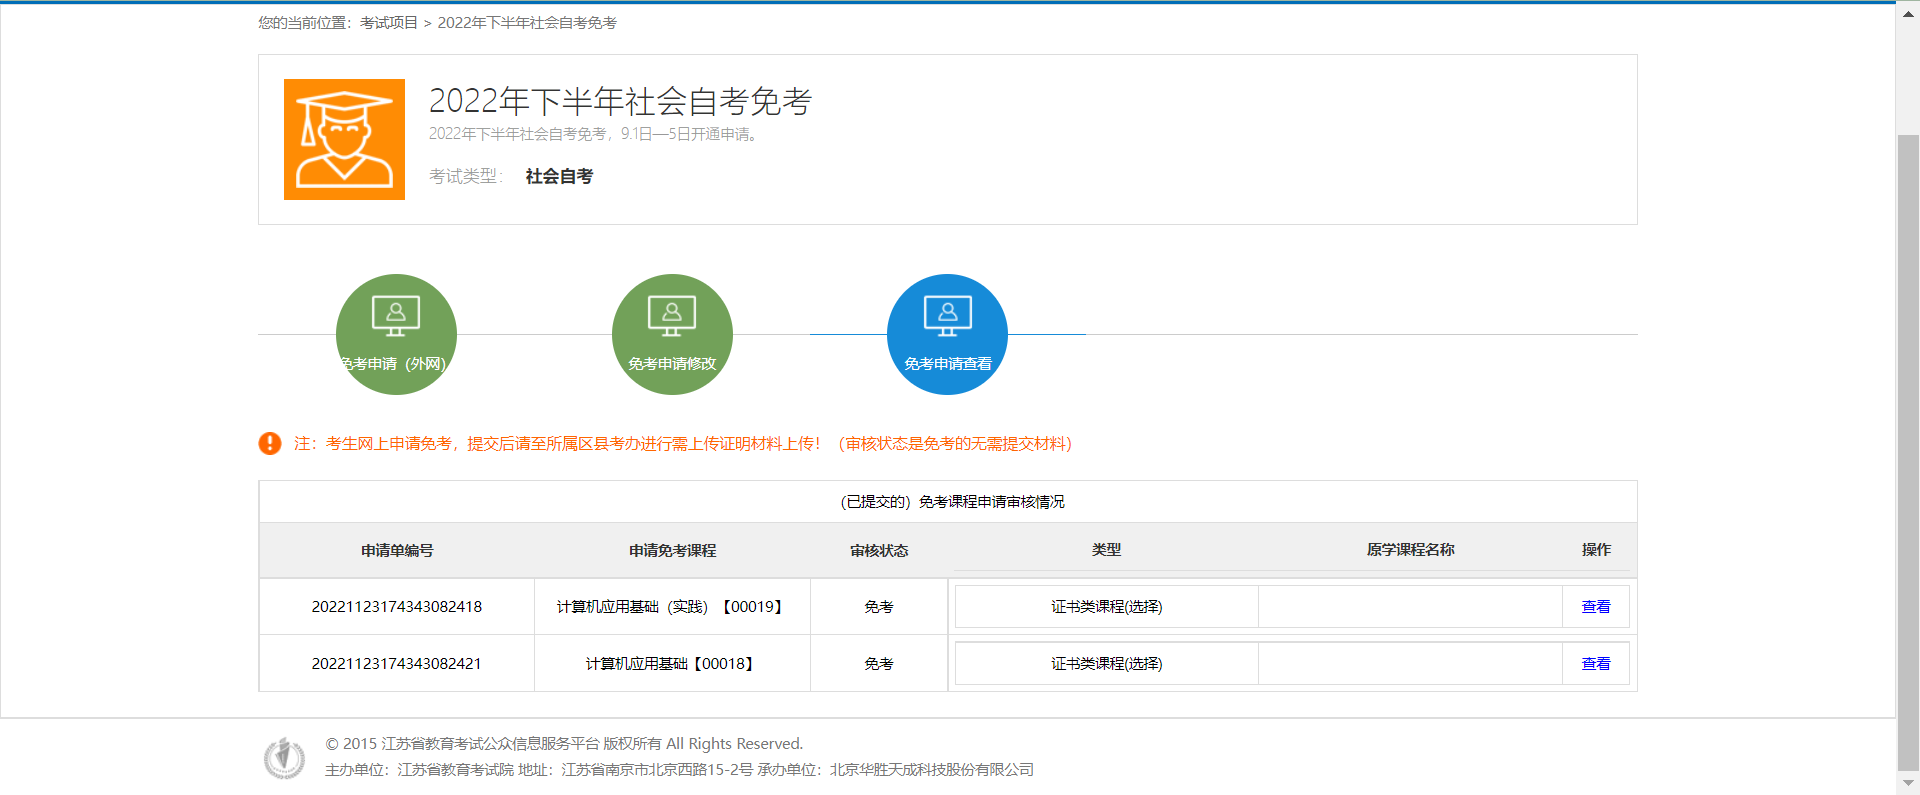 您的当前位置：考试项目 > 2022年下半年社会自考免考
2022年下半年社会自考免考
2022年下半年社会自考免考，9.1日—5日开通申请。
考试类型： 社会自考
免考申请（外网） 免考申请修改 免考申请查看
注：考生网上申请免考，提交后请至所属区县考办进行需上传证明材料上传！（审核状态是免考的无需提交材料）
（已提交的）免考课程申请审核情况
申请单编号 申请免考课程 审核状态 类型 原学课程名称 操作
20221123174343082418 计算机应用基础（实践）【00019】 免考 证书类课程(选择) 查看
20221123174343082421 计算机应用基础【00018】 免考 证书类课程(选择) 查看
© 2015 江苏省教育考试公众信息服务平台 版权所有 All Rights Reserved.
主办单位：江苏省教育考试院 地址：江苏省南京市北京西路15-2号 承办单位：北京华胜天成科技股份有限公司